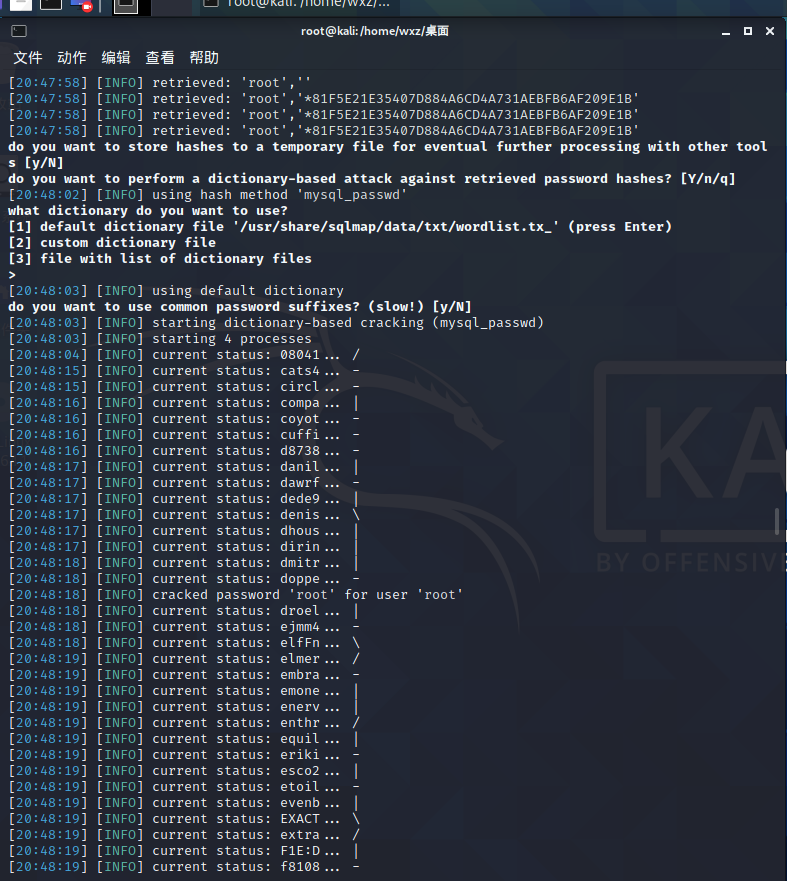 root@kali: /home/wxz/...
root@kali:/home/wxz/桌面
文件 动作 编辑 查看 帮助
[20:47:58] [INFO] retrieved: 'root',''
[20:47:58] [INFO] retrieved: 'root','*81F5E21E35407D884A6CD4A731AEBFB6AF209E1B'
[20:47:58] [INFO] retrieved: 'root','*81F5E21E35407D884A6CD4A731AEBFB6AF209E1B'
[20:47:58] [INFO] retrieved: 'root','*81F5E21E35407D884A6CD4A731AEBFB6AF209E1B'
do you want to store hashes to a temporary file for eventual further processing with other tool
s [y/N]
do you want to perform a dictionary-based attack against retrieved password hashes? [Y/n/q]
[20:48:02] [INFO] using hash method 'mysql_passwd'
what dictionary do you want to use?
[1] default dictionary file '/usr/share/sqlmap/data/txt/wordlist.tx_' (press Enter)
[2] custom dictionary file
[3] file with list of dictionary files
>
[20:48:03] [INFO] using default dictionary
do you want to use common password suffixes? (slow!) [y/N]
[20:48:03] [INFO] starting dictionary-based cracking (mysql_passwd)
[20:48:03] [INFO] starting 4 processes
[20:48:04] [INFO] current status: 08041... /
[20:48:15] [INFO] current status: cats4... -
[20:48:15] [INFO] current status: circl... -
[20:48:16] [INFO] current status: compa... |
[20:48:16] [INFO] current status: coyot... -
[20:48:16] [INFO] current status: cuffi... -
[20:48:16] [INFO] current status: d8738... -
[20:48:17] [INFO] current status: danil... |
[20:48:17] [INFO] current status: dawrf... -
[20:48:17] [INFO] current status: dede9... |
[20:48:17] [INFO] current status: denis... \
[20:48:17] [INFO] current status: dhous... |
[20:48:17] [INFO] current status: dirin... |
[20:48:18] [INFO] current status: dmitr... |
[20:48:18] [INFO] current status: doppe... -
[20:48:18] [INFO] cracked password 'root' for user 'root'
[20:48:18] [INFO] current status: droel... |
[20:48:18] [INFO] current status: ejmm4... -
[20:48:18] [INFO] current status: elfFn... \
[20:48:19] [INFO] current status: elmer... /
[20:48:19] [INFO] current status: embra... -
[20:48:19] [INFO] current status: emone... |
[20:48:19] [INFO] current status: enerv... |
[20:48:19] [INFO] current status: enthr... /
[20:48:19] [INFO] current status: equil... |
[20:48:19] [INFO] current status: eriki... -
[20:48:19] [INFO] current status: esco2... |
[20:48:19] [INFO] current status: etoil... -
[20:48:19] [INFO] current status: evenb... |
[20:48:19] [INFO] current status: EXACT... \
[20:48:19] [INFO] current status: extra... /
[20:48:19] [INFO] current status: F1E:D... |
[20:48:19] [INFO] current status: f8108... -
KA
BY OFFENSIVE